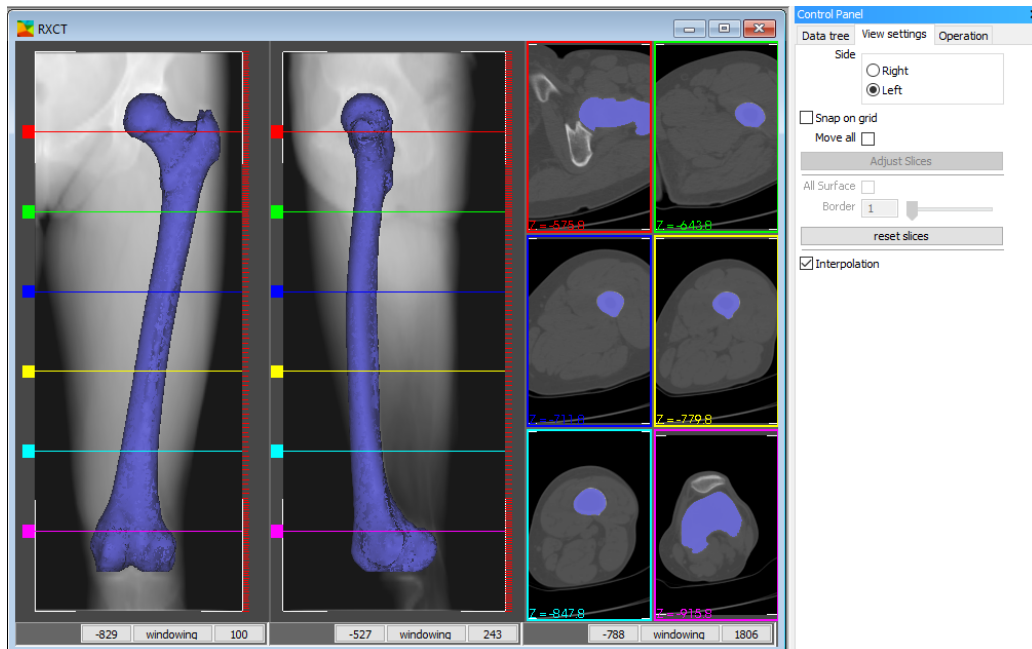 RXCT
Z = -575.8
Z = -643.8
Z = -711.8
Z = -779.8
Z = -847.8
Z = -915.8
-829 windowing 100
-527 windowing 243
-788 windowing 1806
Control Panel
Data tree View settings Operation
Side
Right
Left
Snap on grid
Move all
Adjust Slices
All Surface
Border 1
reset slices
Interpolation